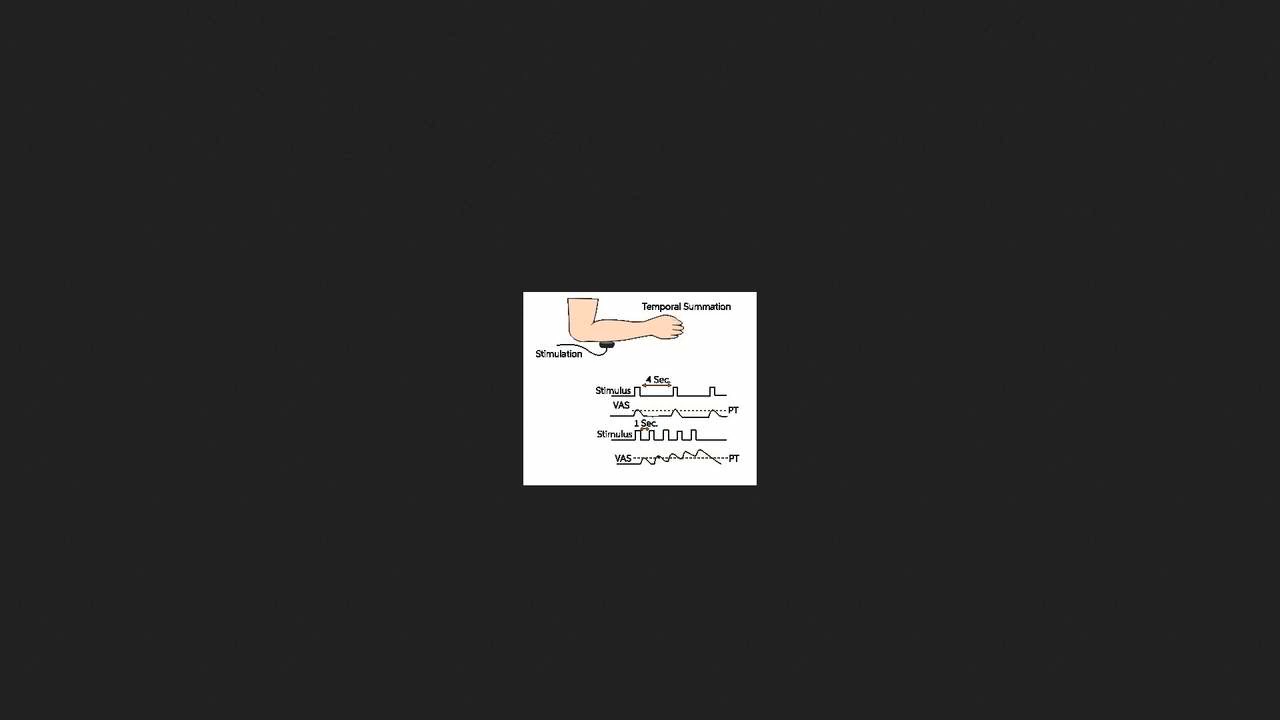 Temporal Summation
Stimulation
4 Sec.
Stimulus
VAS
PT
1 Sec.
Stimulus
VAS
PT